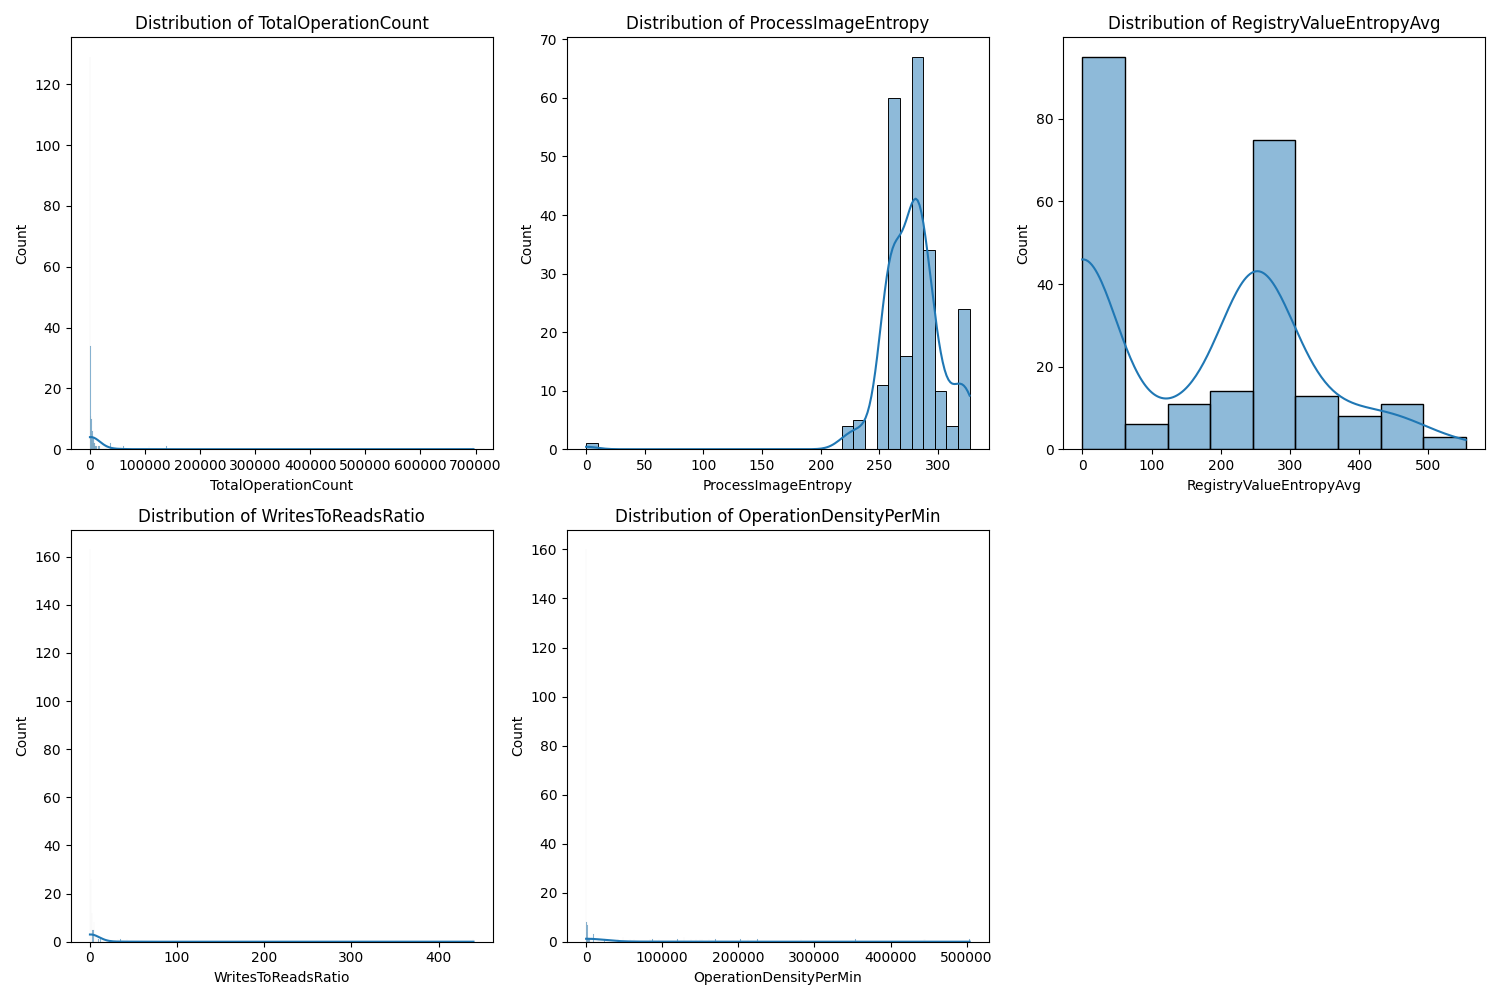 Distribution of TotalOperationCount
Count
0
20
40
60
80
100
120
0 100000 200000 300000 400000 500000 600000 700000
TotalOperationCount
Distribution of ProcessImageEntropy
Count
0
10
20
30
40
50
60
70
0 50 100 150 200 250 300
ProcessImageEntropy
Distribution of RegistryValueEntropyAvg
Count
0
20
40
60
80
0 100 200 300 400 500
RegistryValueEntropyAvg
Distribution of WritesToReadsRatio
Count
0
20
40
60
80
100
120
140
160
0 100 200 300 400
WritesToReadsRatio
Distribution of OperationDensityPerMin
Count
0
20
40
60
80
100
120
140
160
0 100000 200000 300000 400000 500000
OperationDensityPerMin